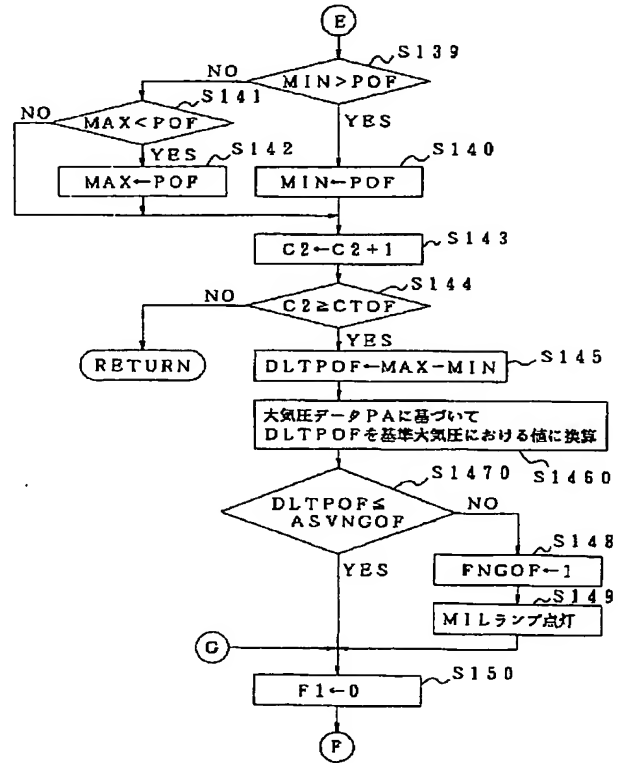 E
S139
MIN>POF
NO
YES
S141
MAX<POF
NO
YES
S142
MAX←POF
S140
MIN←POF
S143
C2←C2+1
S144
C2≧CTOF
NO
YES
RETURN
S145
DLTPOF←MAX-MIN
大気圧データPAに基づいて
DLTPOFを基準大気圧における値に換算
S1460
S1470
DLTPOF≦
ASVNGOF
NO
YES
S148
FNGOF←1
S149
MILランプ点灯
G
S150
F1←0
F